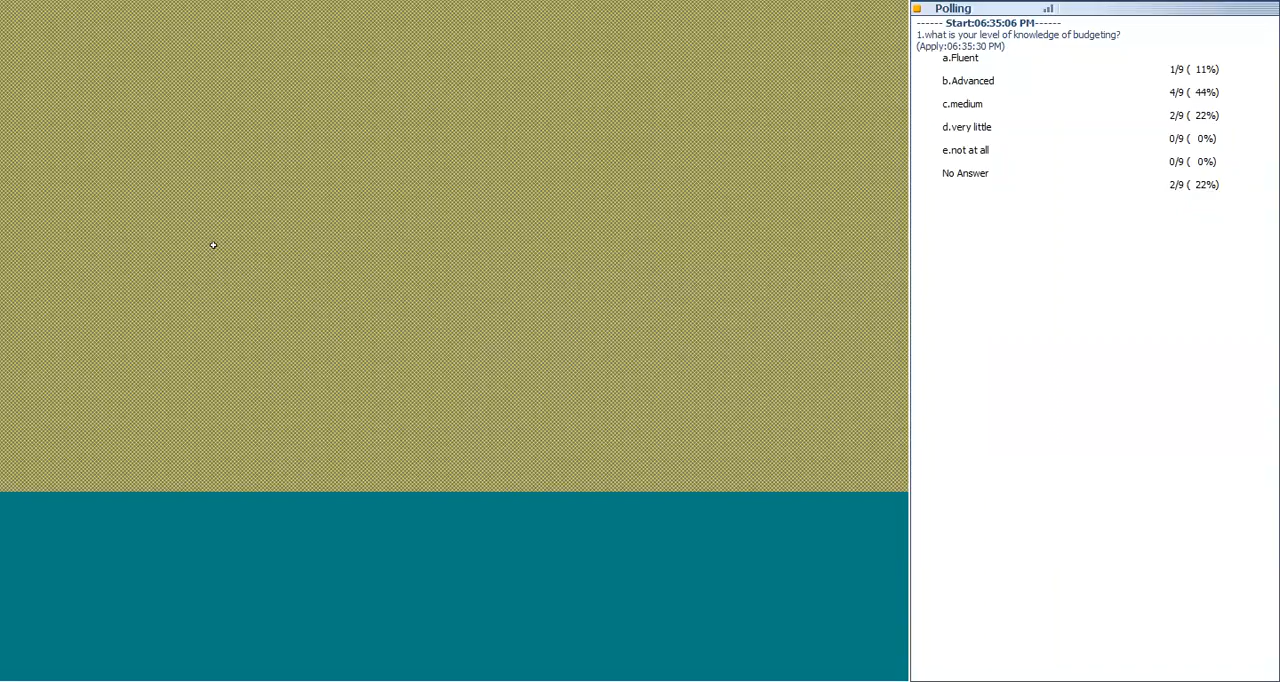 Polling
------ Start:06:35:06 PM------
1.what is your level of knowledge of budgeting?
(Apply:06:35:30 PM)
a.Fluent
1/9 ( 11%)
b.Advanced
4/9 ( 44%)
c.medium
2/9 ( 22%)
d.very little
0/9 ( 0%)
e.not at all
0/9 ( 0%)
No Answer
2/9 ( 22%)